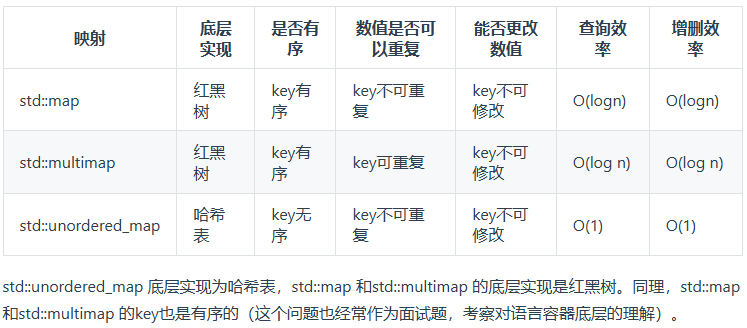 映射 底层实现 是否有序 数值是否可以重复 能否更改数值 查询效率 增删效率
std::map 红黑树 key有序 key不可重复 key不可修改 O(logn) O(logn)
std::multimap 红黑树 key有序 key可重复 key不可修改 O(log n) O(log n)
std::unordered_map 哈希表 key无序 key不可重复 key不可修改 O(1) O(1)
std::unordered_map 底层实现为哈希表，std::map 和std::multimap 的底层实现是红黑树。同理，std::map
和std::multimap 的key也是有序的（这个问题也经常作为面试题，考察对语言容器底层的理解）。